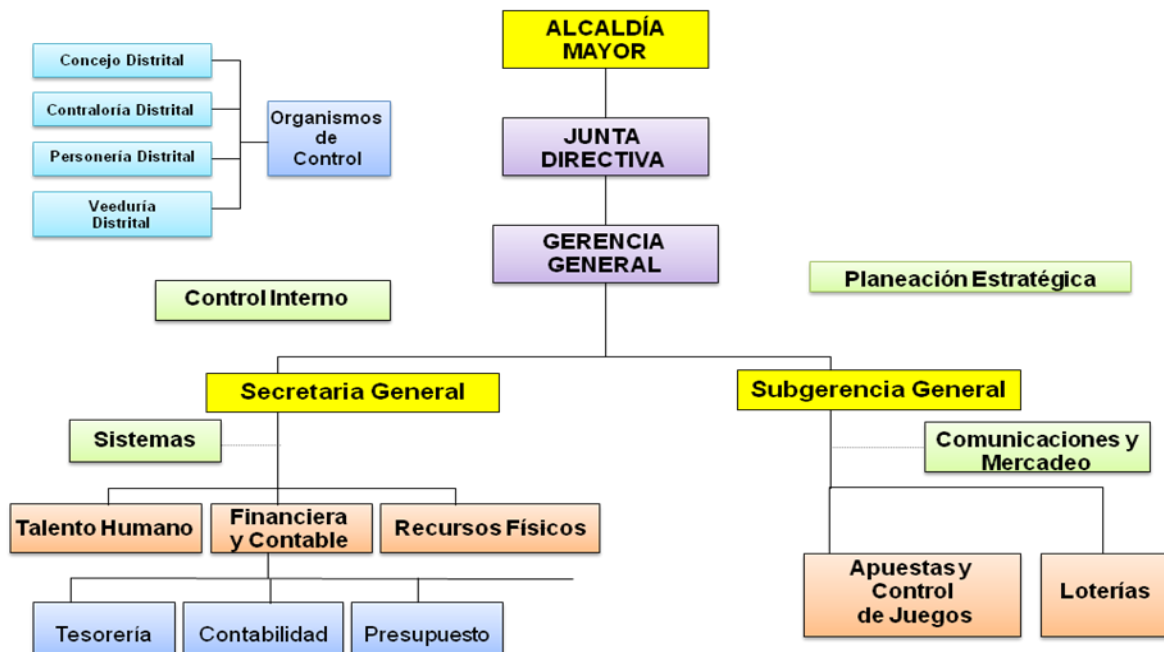 ALCALDÍA
MAYOR
Concejo Distrital
Contraloría Distrital
Personería Distrital
Veeduría
Distrital
Organismos
de
Control
JUNTA
DIRECTIVA
GERENCIA
GENERAL
Control Interno
Planeación Estratégica
Secretaria General
Subgerencia General
Sistemas
Comunicaciones y
Mercadeo
Talento Humano
Financiera
y Contable
Recursos Físicos
Apuestas y
Control
de Juegos
Loterías
Tesorería
Contabilidad
Presupuesto